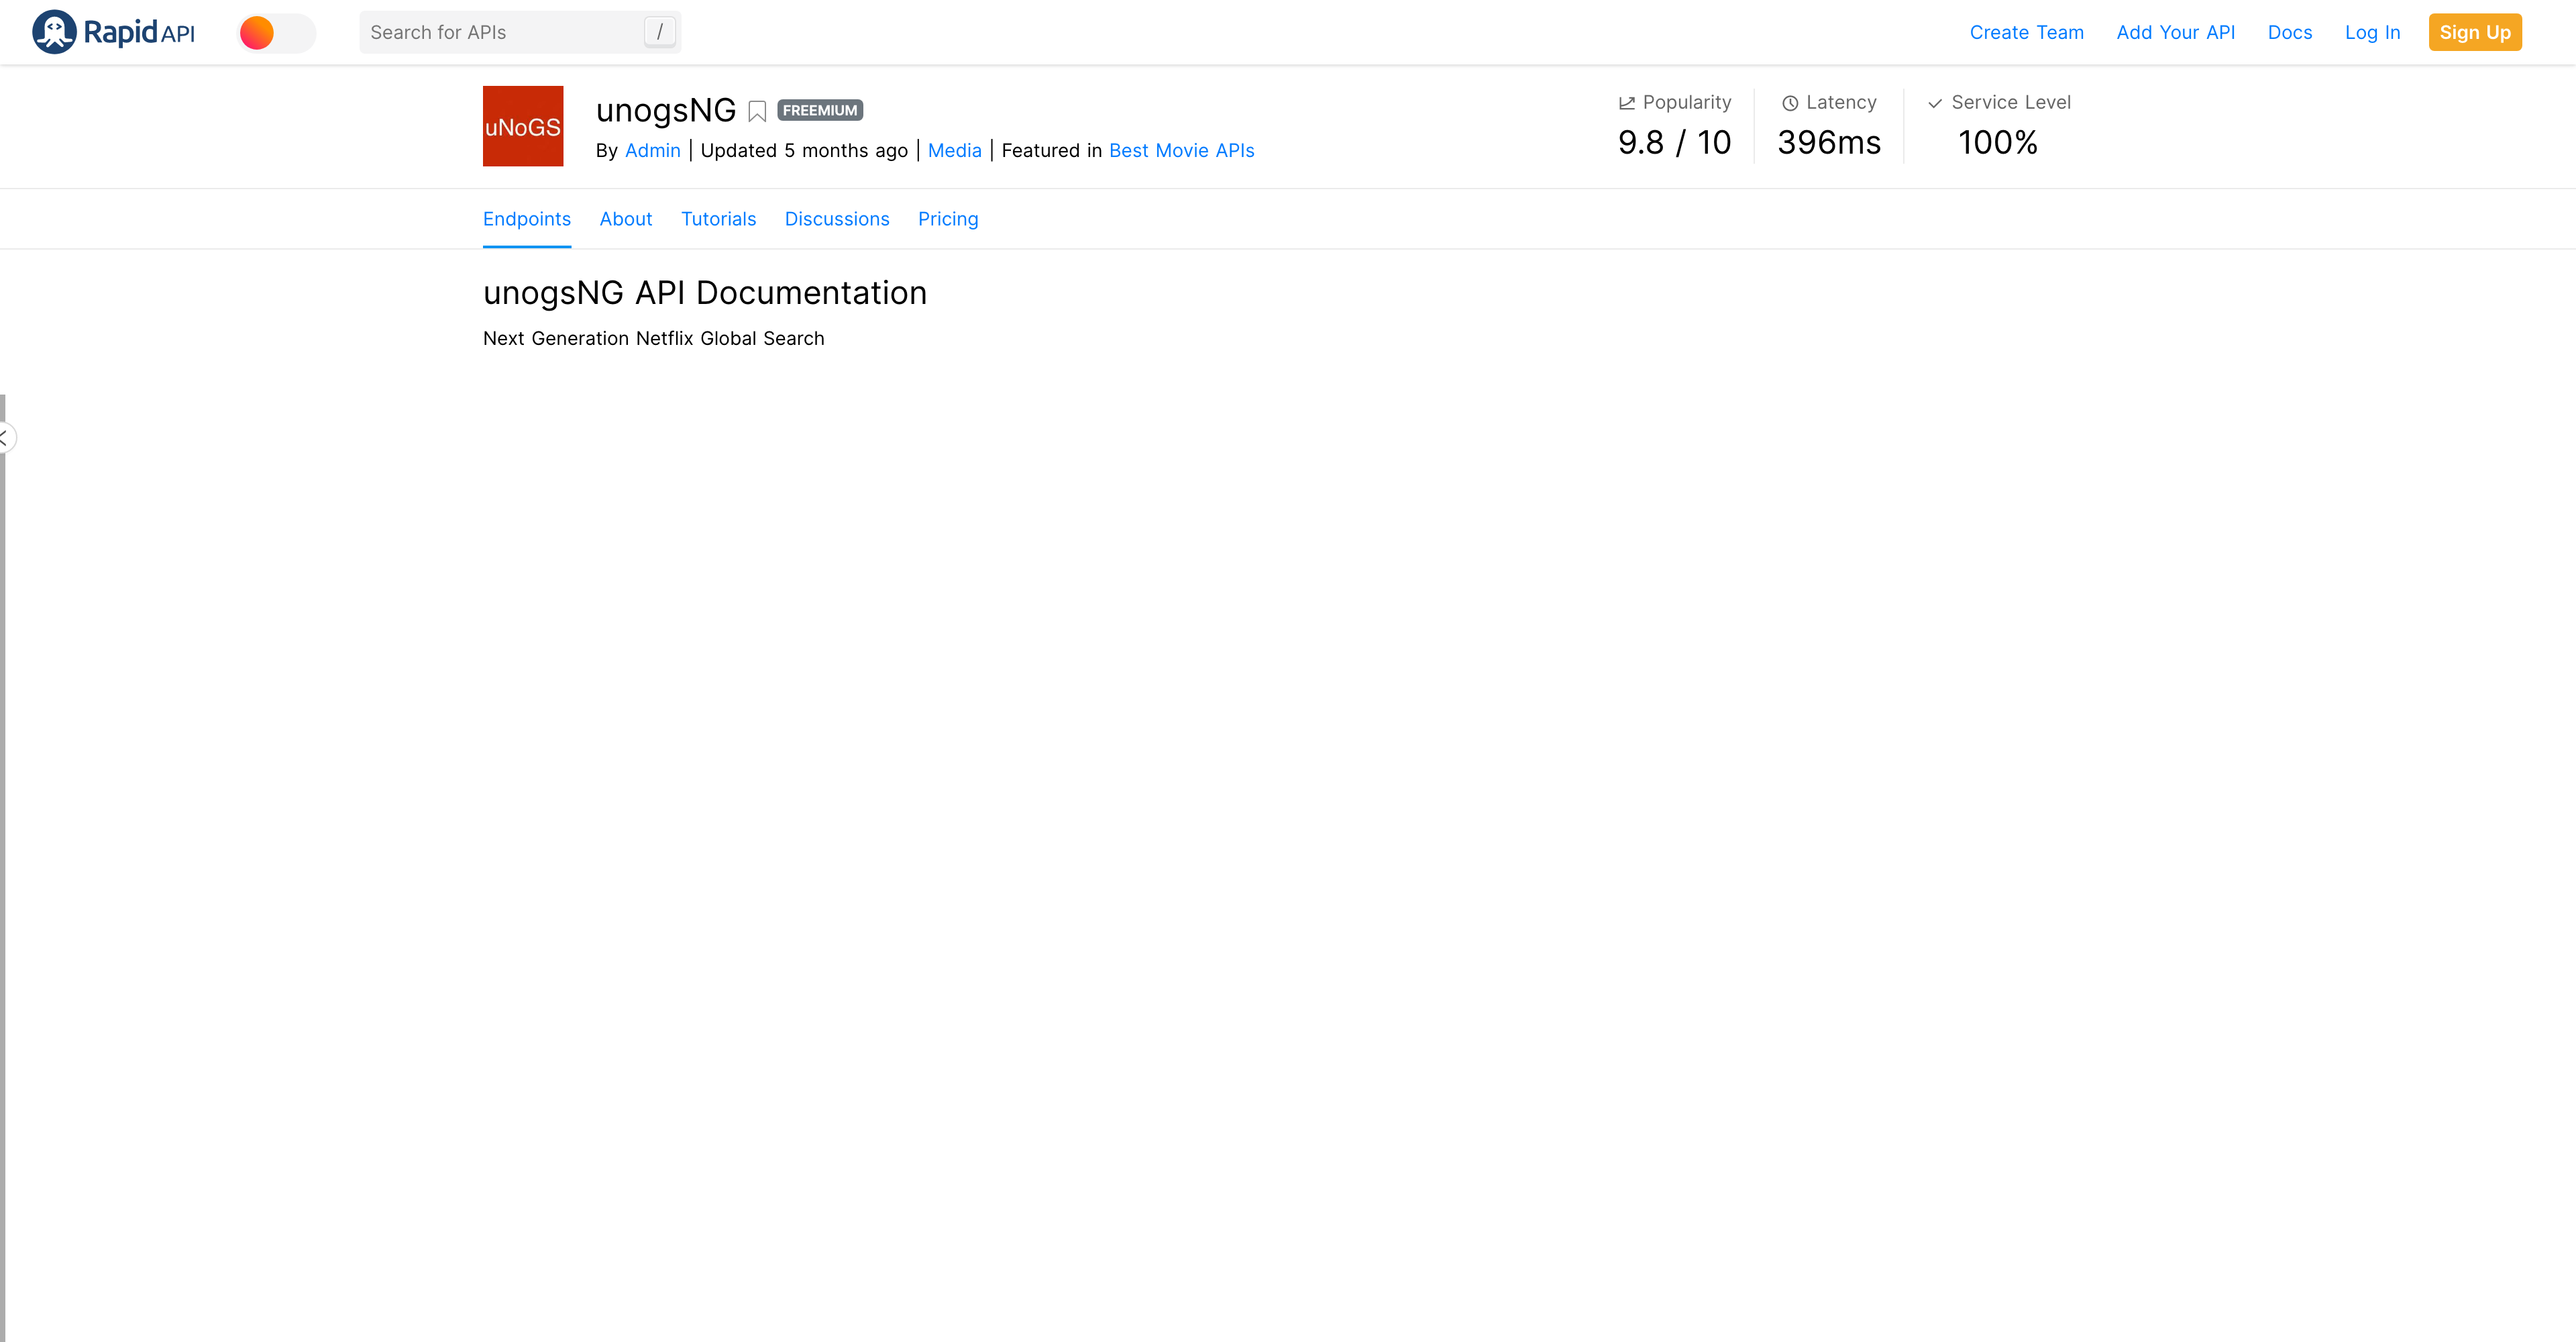 RapidAPI
Search for APIs /
Create Team Add Your API Docs Log In Sign Up
uNoGS
unogsNG FREEMIUM
By Admin | Updated 5 months ago | Media | Featured in Best Movie APIs
Popularity Latency Service Level
9.8 / 10 396ms 100%
Endpoints About Tutorials Discussions Pricing
unogsNG API Documentation
Next Generation Netflix Global Search